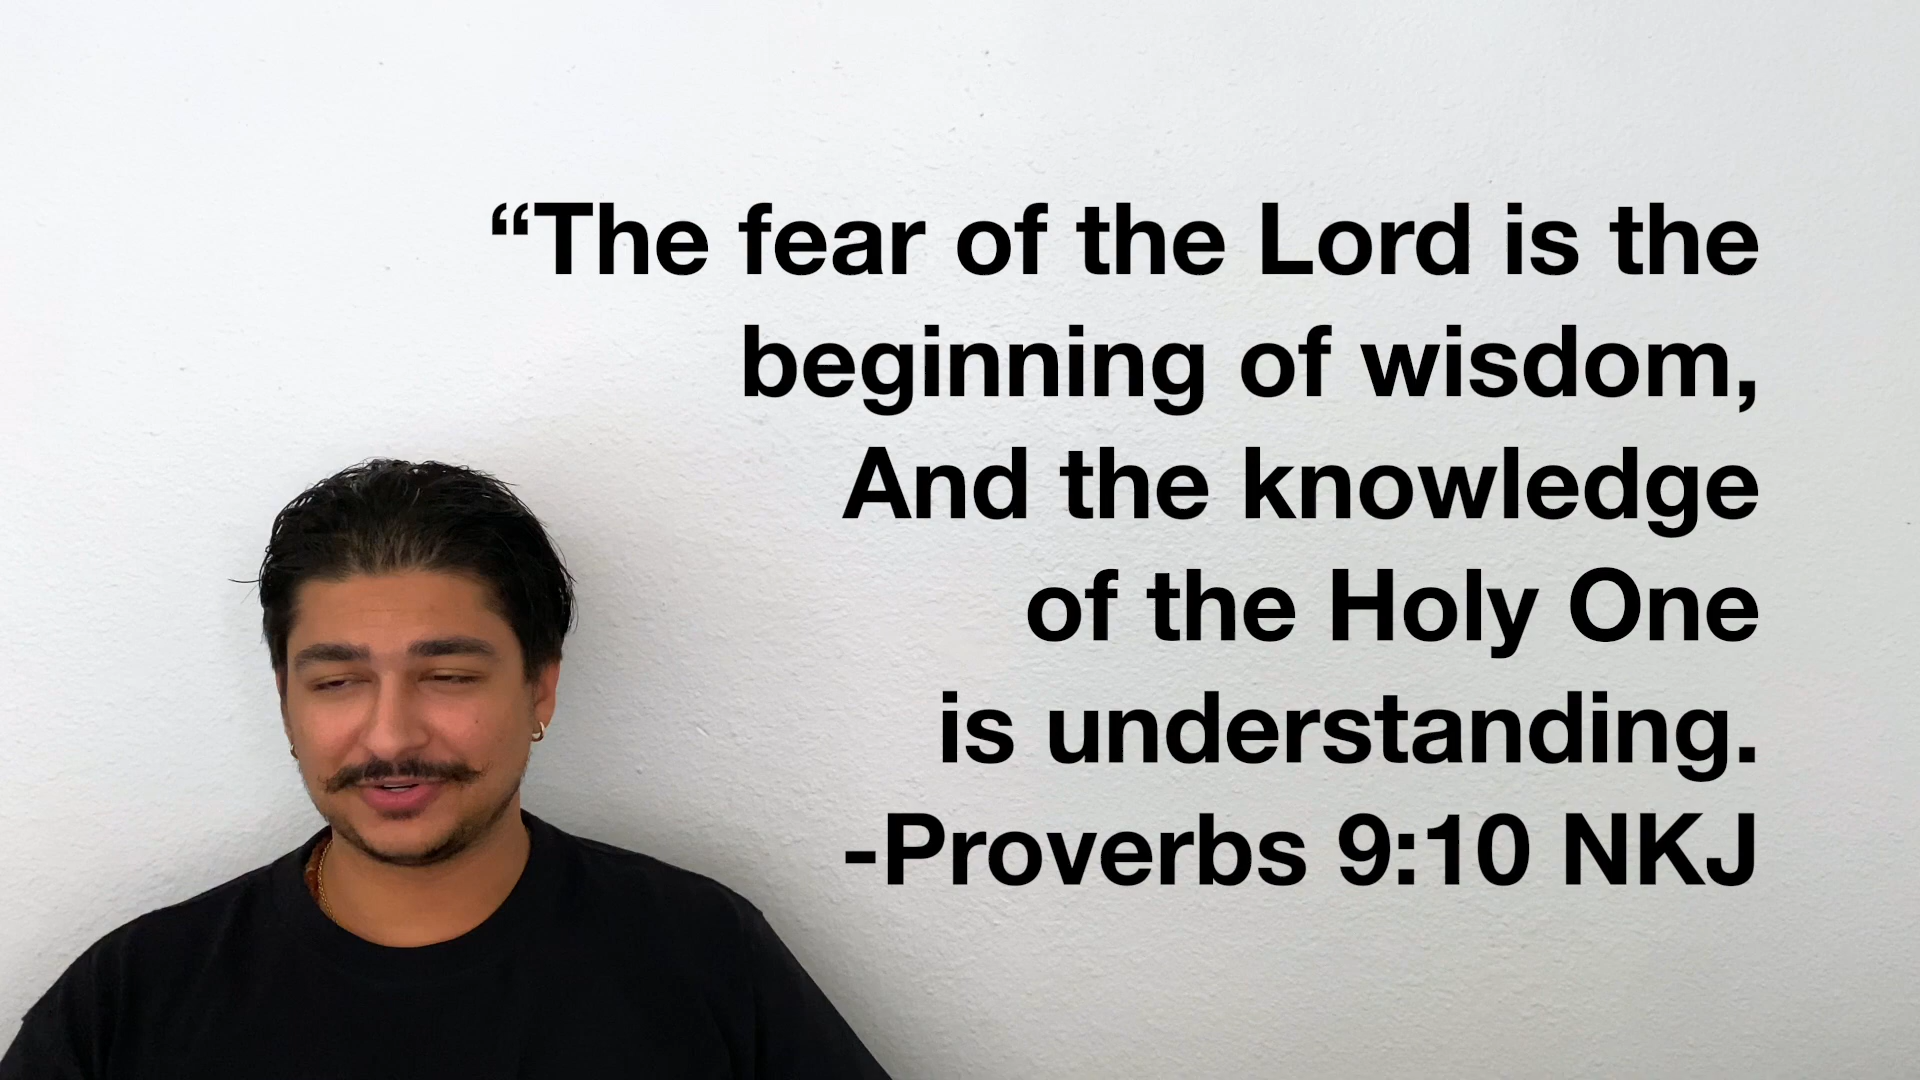 “The fear of the Lord is the
beginning of wisdom,
And the knowledge
of the Holy One
is understanding.
-Proverbs 9:10 NKJ